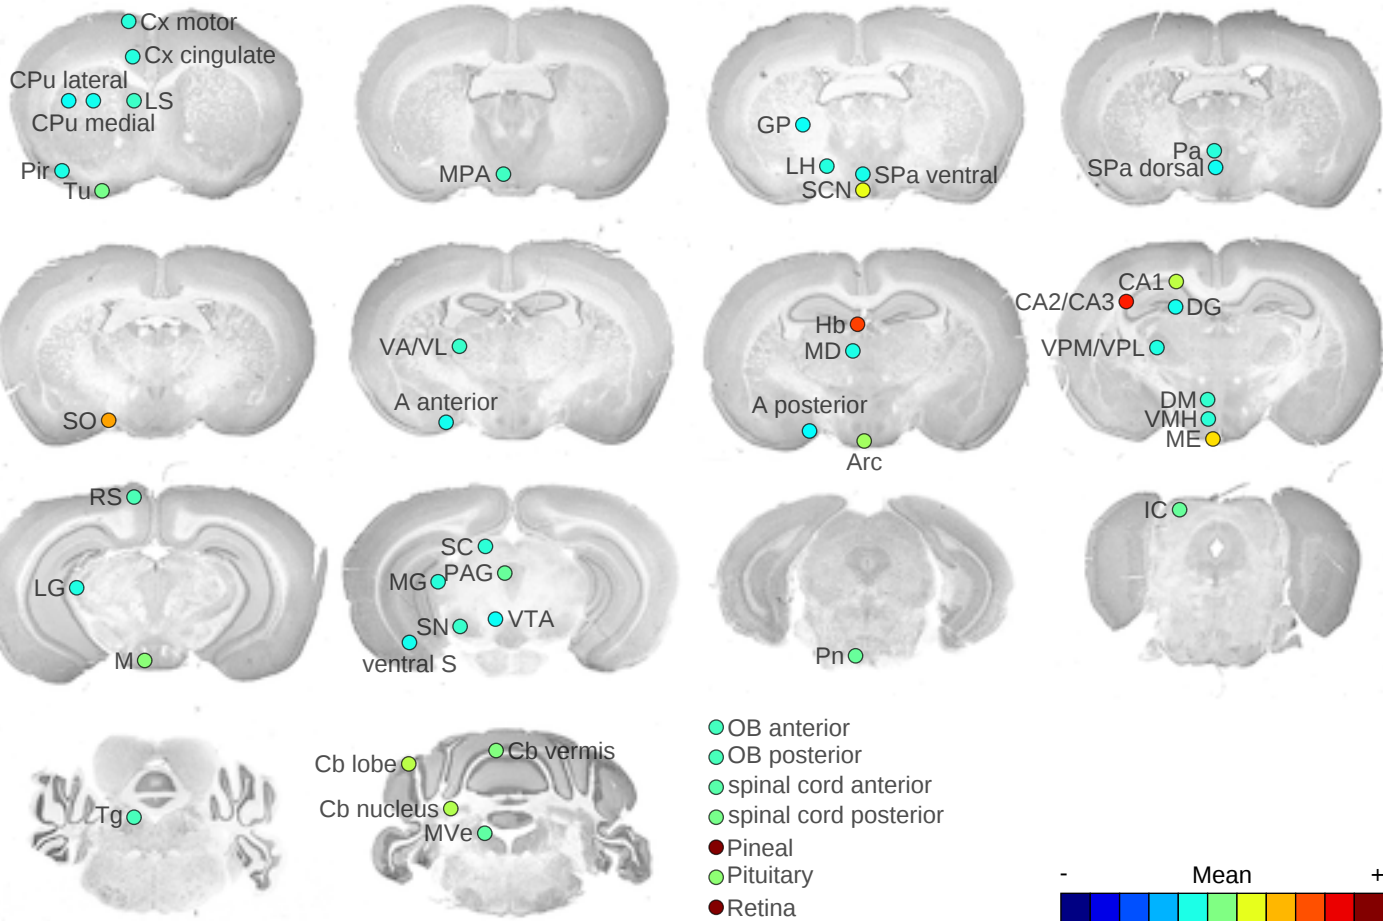 Cx motor
Cx cingulate
CPu lateral
LS
CPu medial
Pir
Tu
MPA
GP
LH
SPa ventral
SCN
Pa
SPa dorsal
SO
VA/VL
A anterior
Hb
MD
A posterior
Arc
CA1
CA2/CA3
DG
VPM/VPL
DM
VMH
ME
RS
LG
M
SC
MG
PAG
SN
VTA
ventral S
Pn
IC
Tg
Cb lobe
Cb vermis
Cb nucleus
MVe
OB anterior
OB posterior
spinal cord anterior
spinal cord posterior
Pineal
Pituitary
Retina
- Mean +